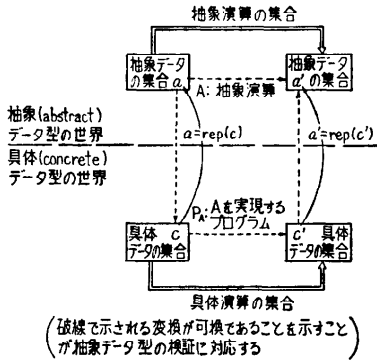 抽象演算の集合
抽象データ
の集合 a
抽象データ
a' の集合
A: 抽象演算
抽象(abstract)
データ型の世界
a=rep(c)
a'=rep(c')
具体(concrete)
データ型の世界
P_A: Aを実現する
プログラム
具体 c
データの集合
c' 具体
データの集合
具体演算の集合
(破線で示される変換が可換であることを示すこと
が抽象データ型の検証に対応する)